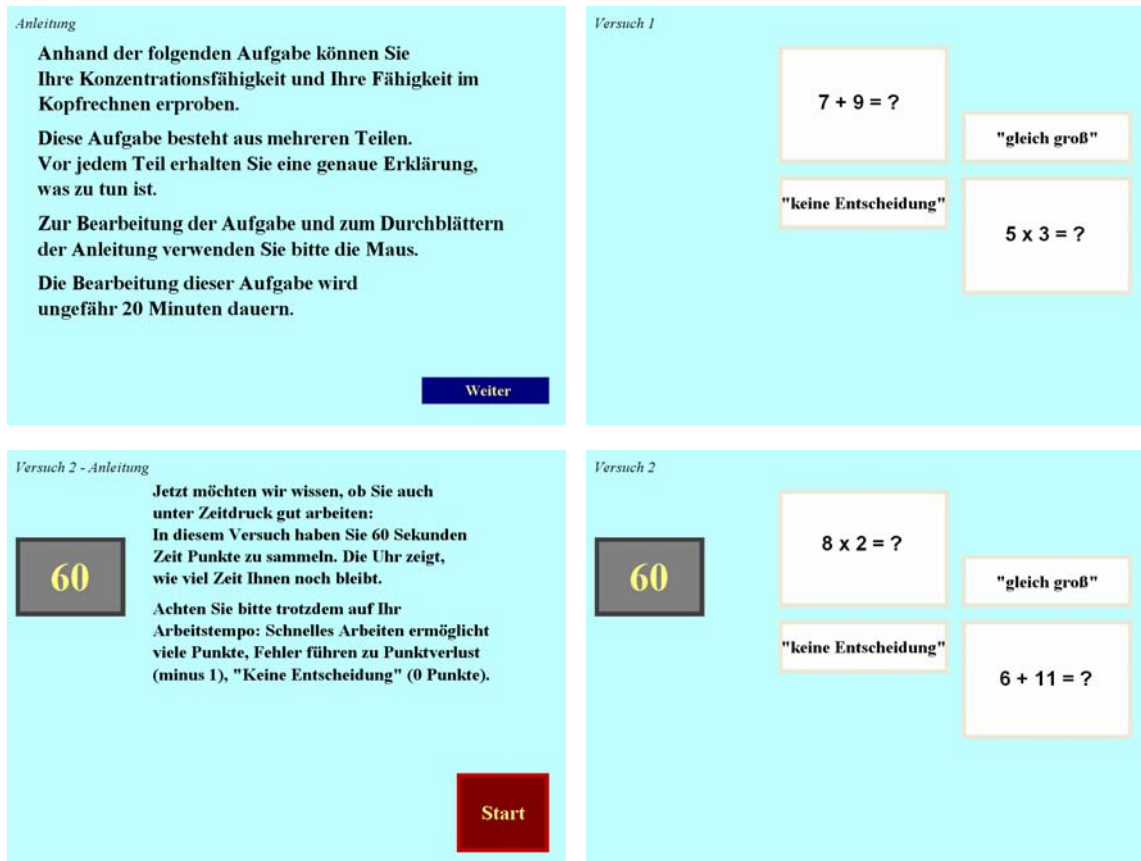 Anleitung
Anhand der folgenden Aufgabe können Sie
Ihre Konzentrationsfähigkeit und Ihre Fähigkeit im
Kopfrechnen erproben.
Diese Aufgabe besteht aus mehreren Teilen.
Vor jedem Teil erhalten Sie eine genaue Erklärung,
was zu tun ist.
Zur Bearbeitung der Aufgabe und zum Durchblättern
der Anleitung verwenden Sie bitte die Maus.
Die Bearbeitung dieser Aufgabe wird
ungefähr 20 Minuten dauern.
Weiter
Versuch 1
7 + 9 = ?
"gleich groß"
"keine Entscheidung"
5 x 3 = ?
Versuch 2 - Anleitung
60
Jetzt möchten wir wissen, ob Sie auch
unter Zeitdruck gut arbeiten:
In diesem Versuch haben Sie 60 Sekunden
Zeit Punkte zu sammeln. Die Uhr zeigt,
wie viel Zeit Ihnen noch bleibt.
Achten Sie bitte trotzdem auf Ihr
Arbeitstempo: Schnelles Arbeiten ermöglicht
viele Punkte, Fehler führen zu Punktverlust
(minus 1), "Keine Entscheidung" (0 Punkte).
Start
Versuch 2
60
8 x 2 = ?
"gleich groß"
"keine Entscheidung"
6 + 11 = ?